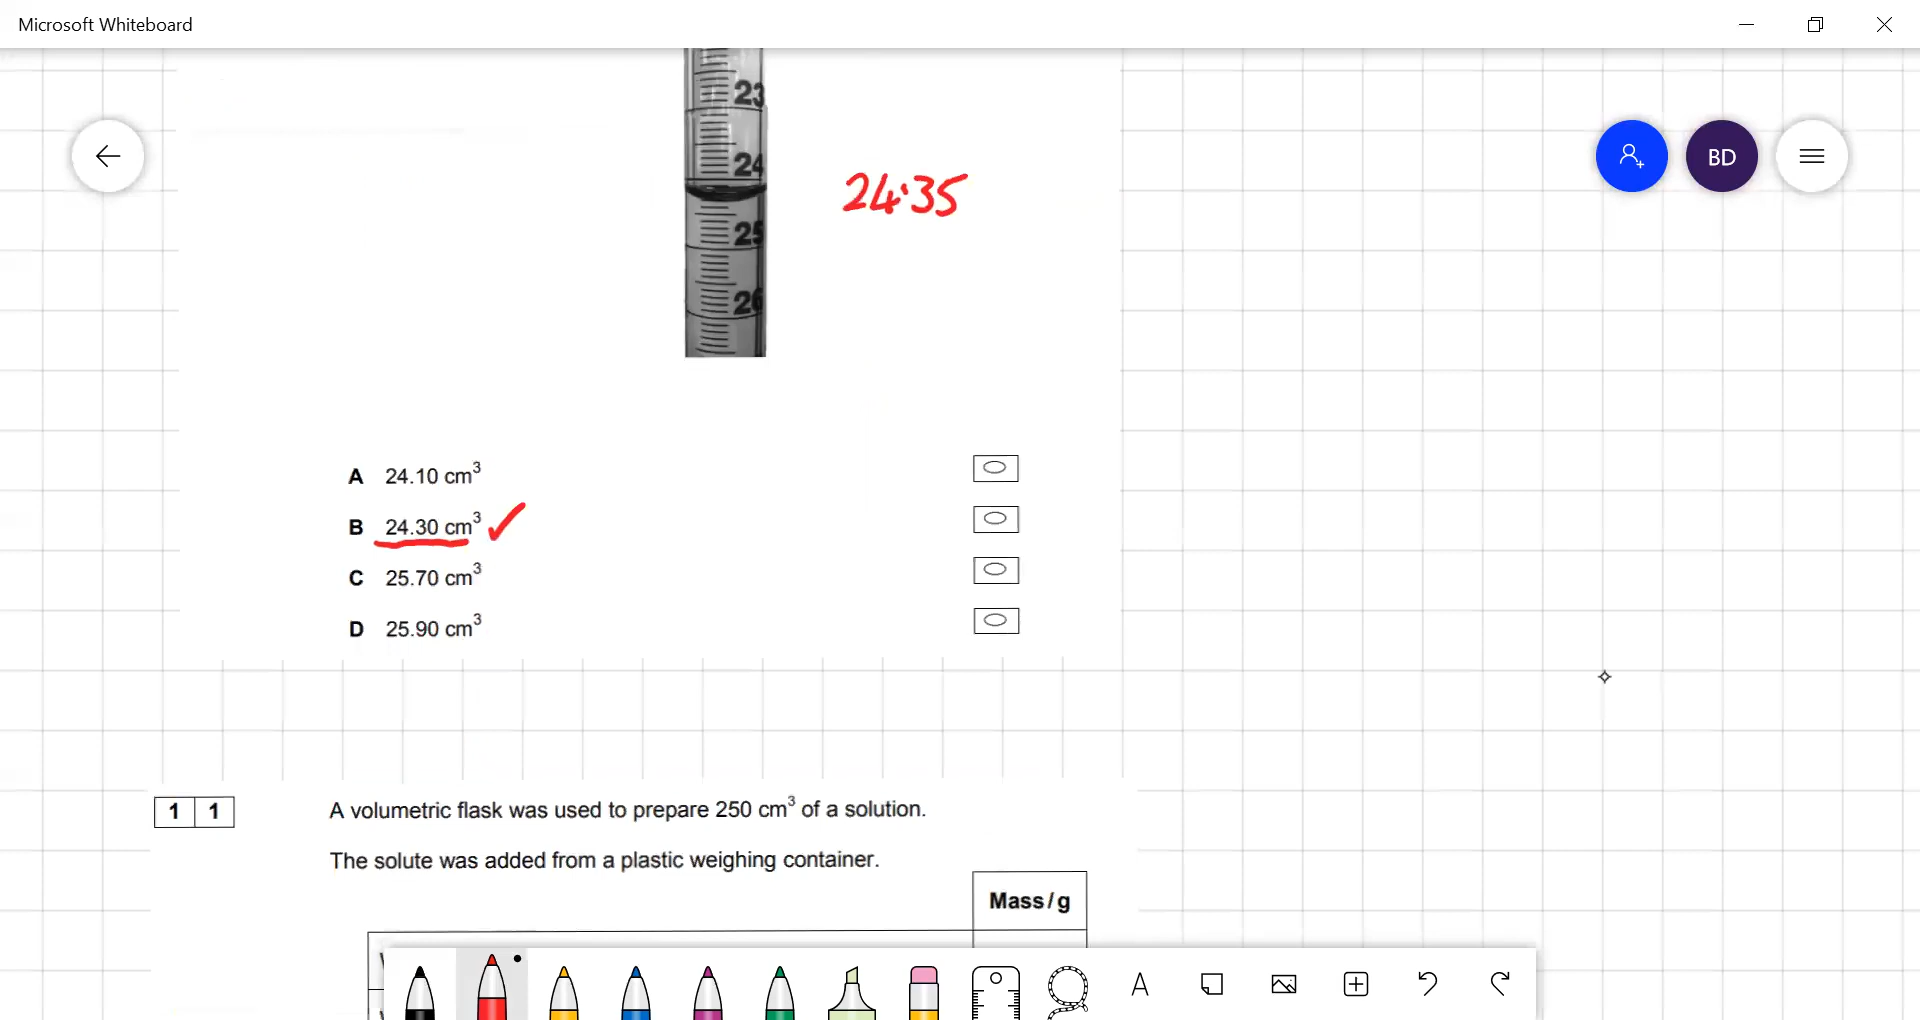 Microsoft Whiteboard
23
24
24.35
25
26
BD
A 24.10 cm³
B 24.30 cm³
C 25.70 cm³
D 25.90 cm³
1 1 A volumetric flask was used to prepare 250 cm³ of a solution.
The solute was added from a plastic weighing container.
Mass/g
A